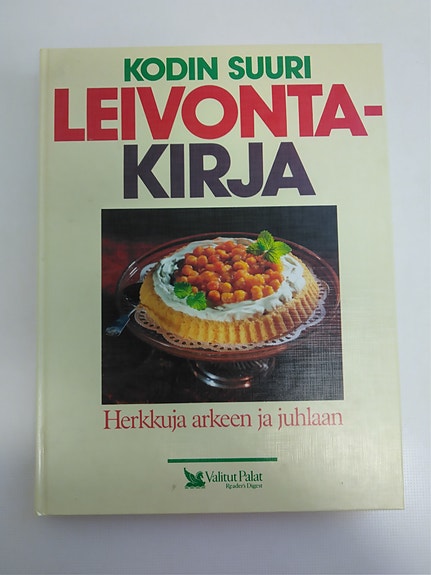 KODIN SUURI
LEIVONTA-
KIRJA
Herkkuja arkeen ja juhlaan
Valitut Palat
Reader's Digest